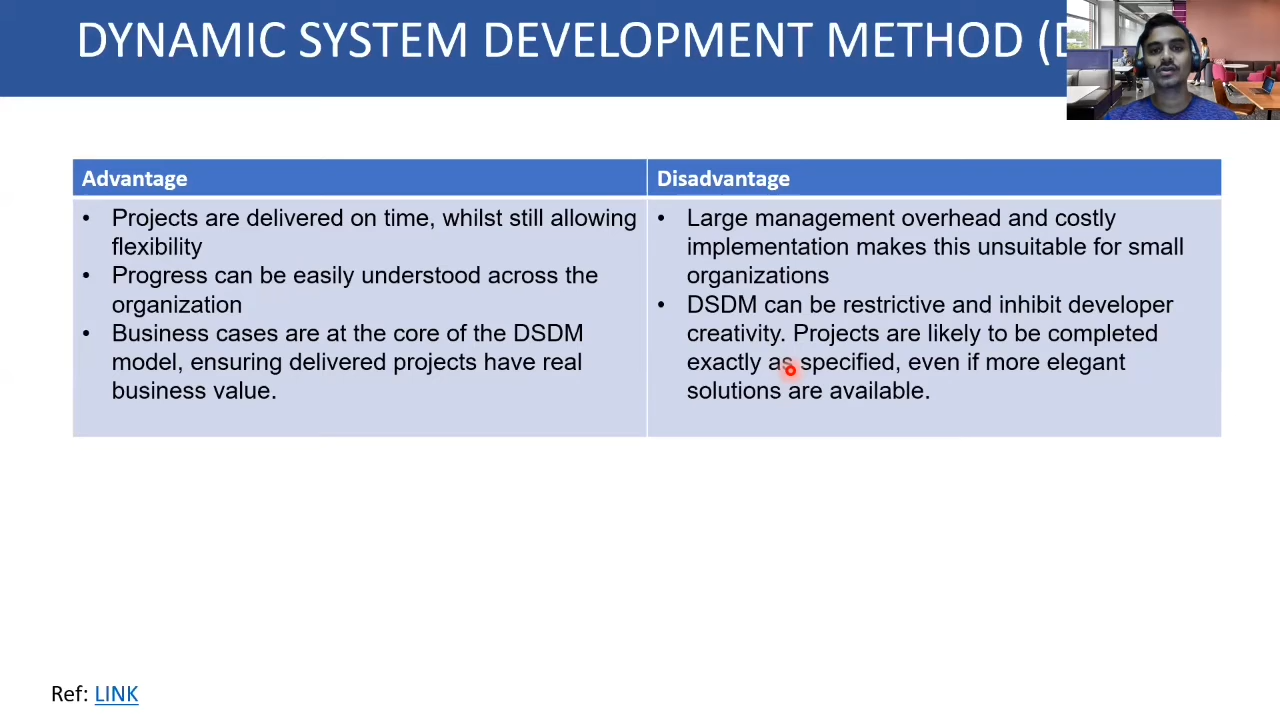 DYNAMIC SYSTEM DEVELOPMENT METHOD (D
Advantage
• Projects are delivered on time, whilst still allowing
flexibility
• Progress can be easily understood across the
organization
• Business cases are at the core of the DSDM
model, ensuring delivered projects have real
business value.
Disadvantage
• Large management overhead and costly
implementation makes this unsuitable for small
organizations
• DSDM can be restrictive and inhibit developer
creativity. Projects are likely to be completed
exactly as specified, even if more elegant
solutions are available.
Ref: LINK